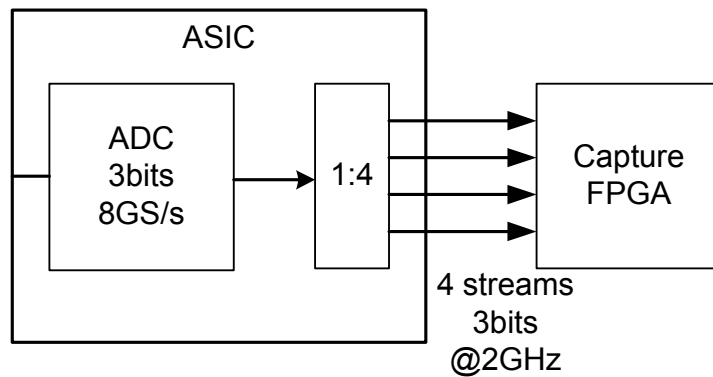 ASIC
ADC
3bits
8GS/s
1:4
Capture
FPGA
4 streams
3bits
@2GHz